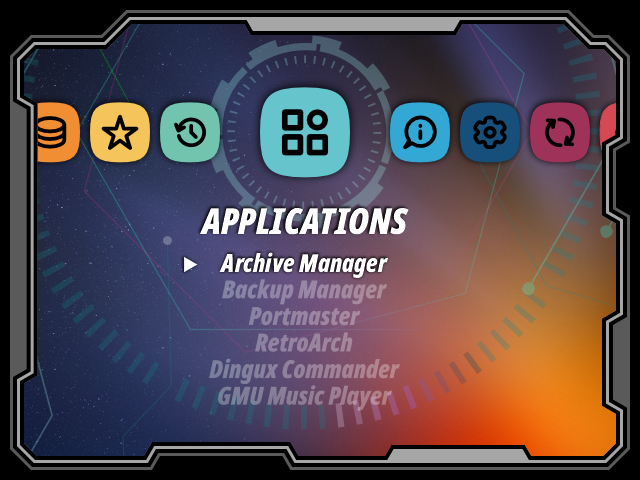 APPLICATIONS
Archive Manager
Backup Manager
Portmaster
RetroArch
Dingux Commander
GMU Music Player